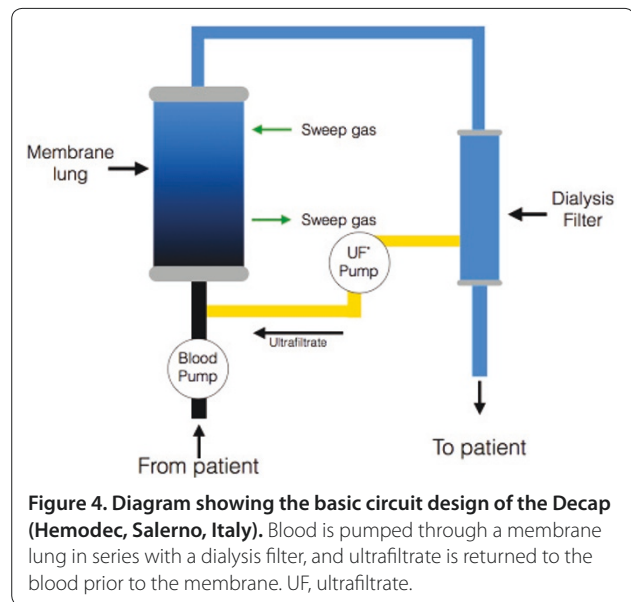 Sweep gas
Membrane
lung
Dialysis
Filter
Sweep gas
UF*
Pump
Ultrafiltrate
Blood
Pump
From patient
To patient
Figure 4. Diagram showing the basic circuit design of the Decap
(Hemodec, Salerno, Italy). Blood is pumped through a membrane
lung in series with a dialysis filter, and ultrafiltrate is returned to the
blood prior to the membrane. UF, ultrafiltrate.